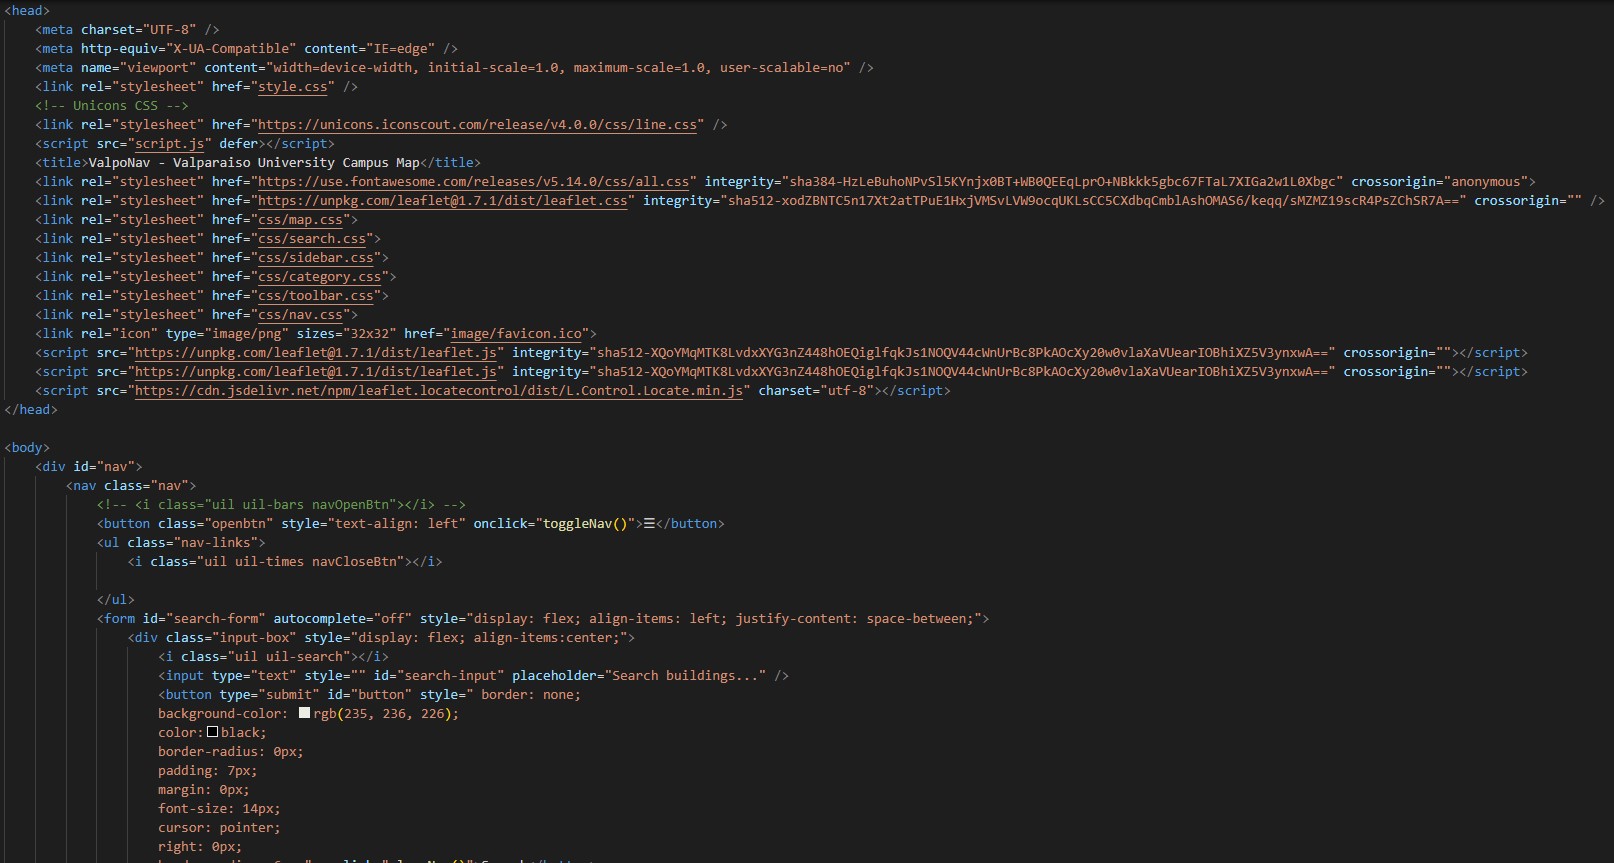 <head>
<meta charset="UTF-8" />
<meta http-equiv="X-UA-Compatible" content="IE=edge" />
<meta name="viewport" content="width=device-width, initial-scale=1.0, maximum-scale=1.0, user-scalable=no" />
<link rel="stylesheet" href="style.css" />
<!-- Unicons CSS -->
<link rel="stylesheet" href="https://unicons.iconscout.com/release/v4.0.0/css/line.css" />
<script src="script.js" defer></script>
<title>ValpoNav - Valparaiso University Campus Map</title>
<link rel="stylesheet" href="https://use.fontawesome.com/releases/v5.14.0/css/all.css" integrity="sha384-HzLeBuhoNPvSl5KYnjx0BT+WB0QEEqLprO+NBkkk5gbc67FTaL7XIGa2w1L0Xbgc" crossorigin="anonymous">
<link rel="stylesheet" href="https://unpkg.com/leaflet@1.7.1/dist/leaflet.css" integrity="sha512-xodZBNTC5n17Xt2atTPuE1HxjVMSvLVW9ocqUKLsCC5CXdbqCmblAshOMAS6/keqq/sMZMZ19scR4PsZChSR7A==" crossorigin="" />
<link rel="stylesheet" href="css/map.css">
<link rel="stylesheet" href="css/search.css">
<link rel="stylesheet" href="css/sidebar.css">
<link rel="stylesheet" href="css/category.css">
<link rel="stylesheet" href="css/toolbar.css">
<link rel="stylesheet" href="css/nav.css">
<link rel="icon" type="image/png" sizes="32x32" href="image/favicon.ico">
<script src="https://unpkg.com/leaflet@1.7.1/dist/leaflet.js" integrity="sha512-XQoYMqMTK8LvdxXYG3nZ448hOEQiglfqkJs1NOQV44cWnUrBc8PkAOcXy20w0vlaXaVUearIOBhiXZ5V3ynxwA==" crossorigin=""></script>
<script src="https://unpkg.com/leaflet@1.7.1/dist/leaflet.js" integrity="sha512-XQoYMqMTK8LvdxXYG3nZ448hOEQiglfqkJs1NOQV44cWnUrBc8PkAOcXy20w0vlaXaVUearIOBhiXZ5V3ynxwA==" crossorigin=""></script>
<script src="https://cdn.jsdelivr.net/npm/leaflet.locatecontrol/dist/L.Control.Locate.min.js" charset="utf-8"></script>
</head>
<body>
<div id="nav">
<nav class="nav">
<!-- <i class="uil uil-bars navOpenBtn"></i> -->
<button class="openbtn" style="text-align: left" onclick="toggleNav()">☰</button>
<ul class="nav-links">
<i class="uil uil-times navCloseBtn"></i>
</ul>
<form id="search-form" autocomplete="off" style="display: flex; align-items: left; justify-content: space-between;">
<div class="input-box" style="display: flex; align-items:center;">
<i class="uil uil-search"></i>
<input type="text" style="" id="search-input" placeholder="Search buildings..." />
<button type="submit" id="button" style=" border: none;
background-color: rgb(235, 236, 226);
color: black;
border-radius: 0px;
padding: 7px;
margin: 0px;
font-size: 14px;
cursor: pointer;
right: 0px;